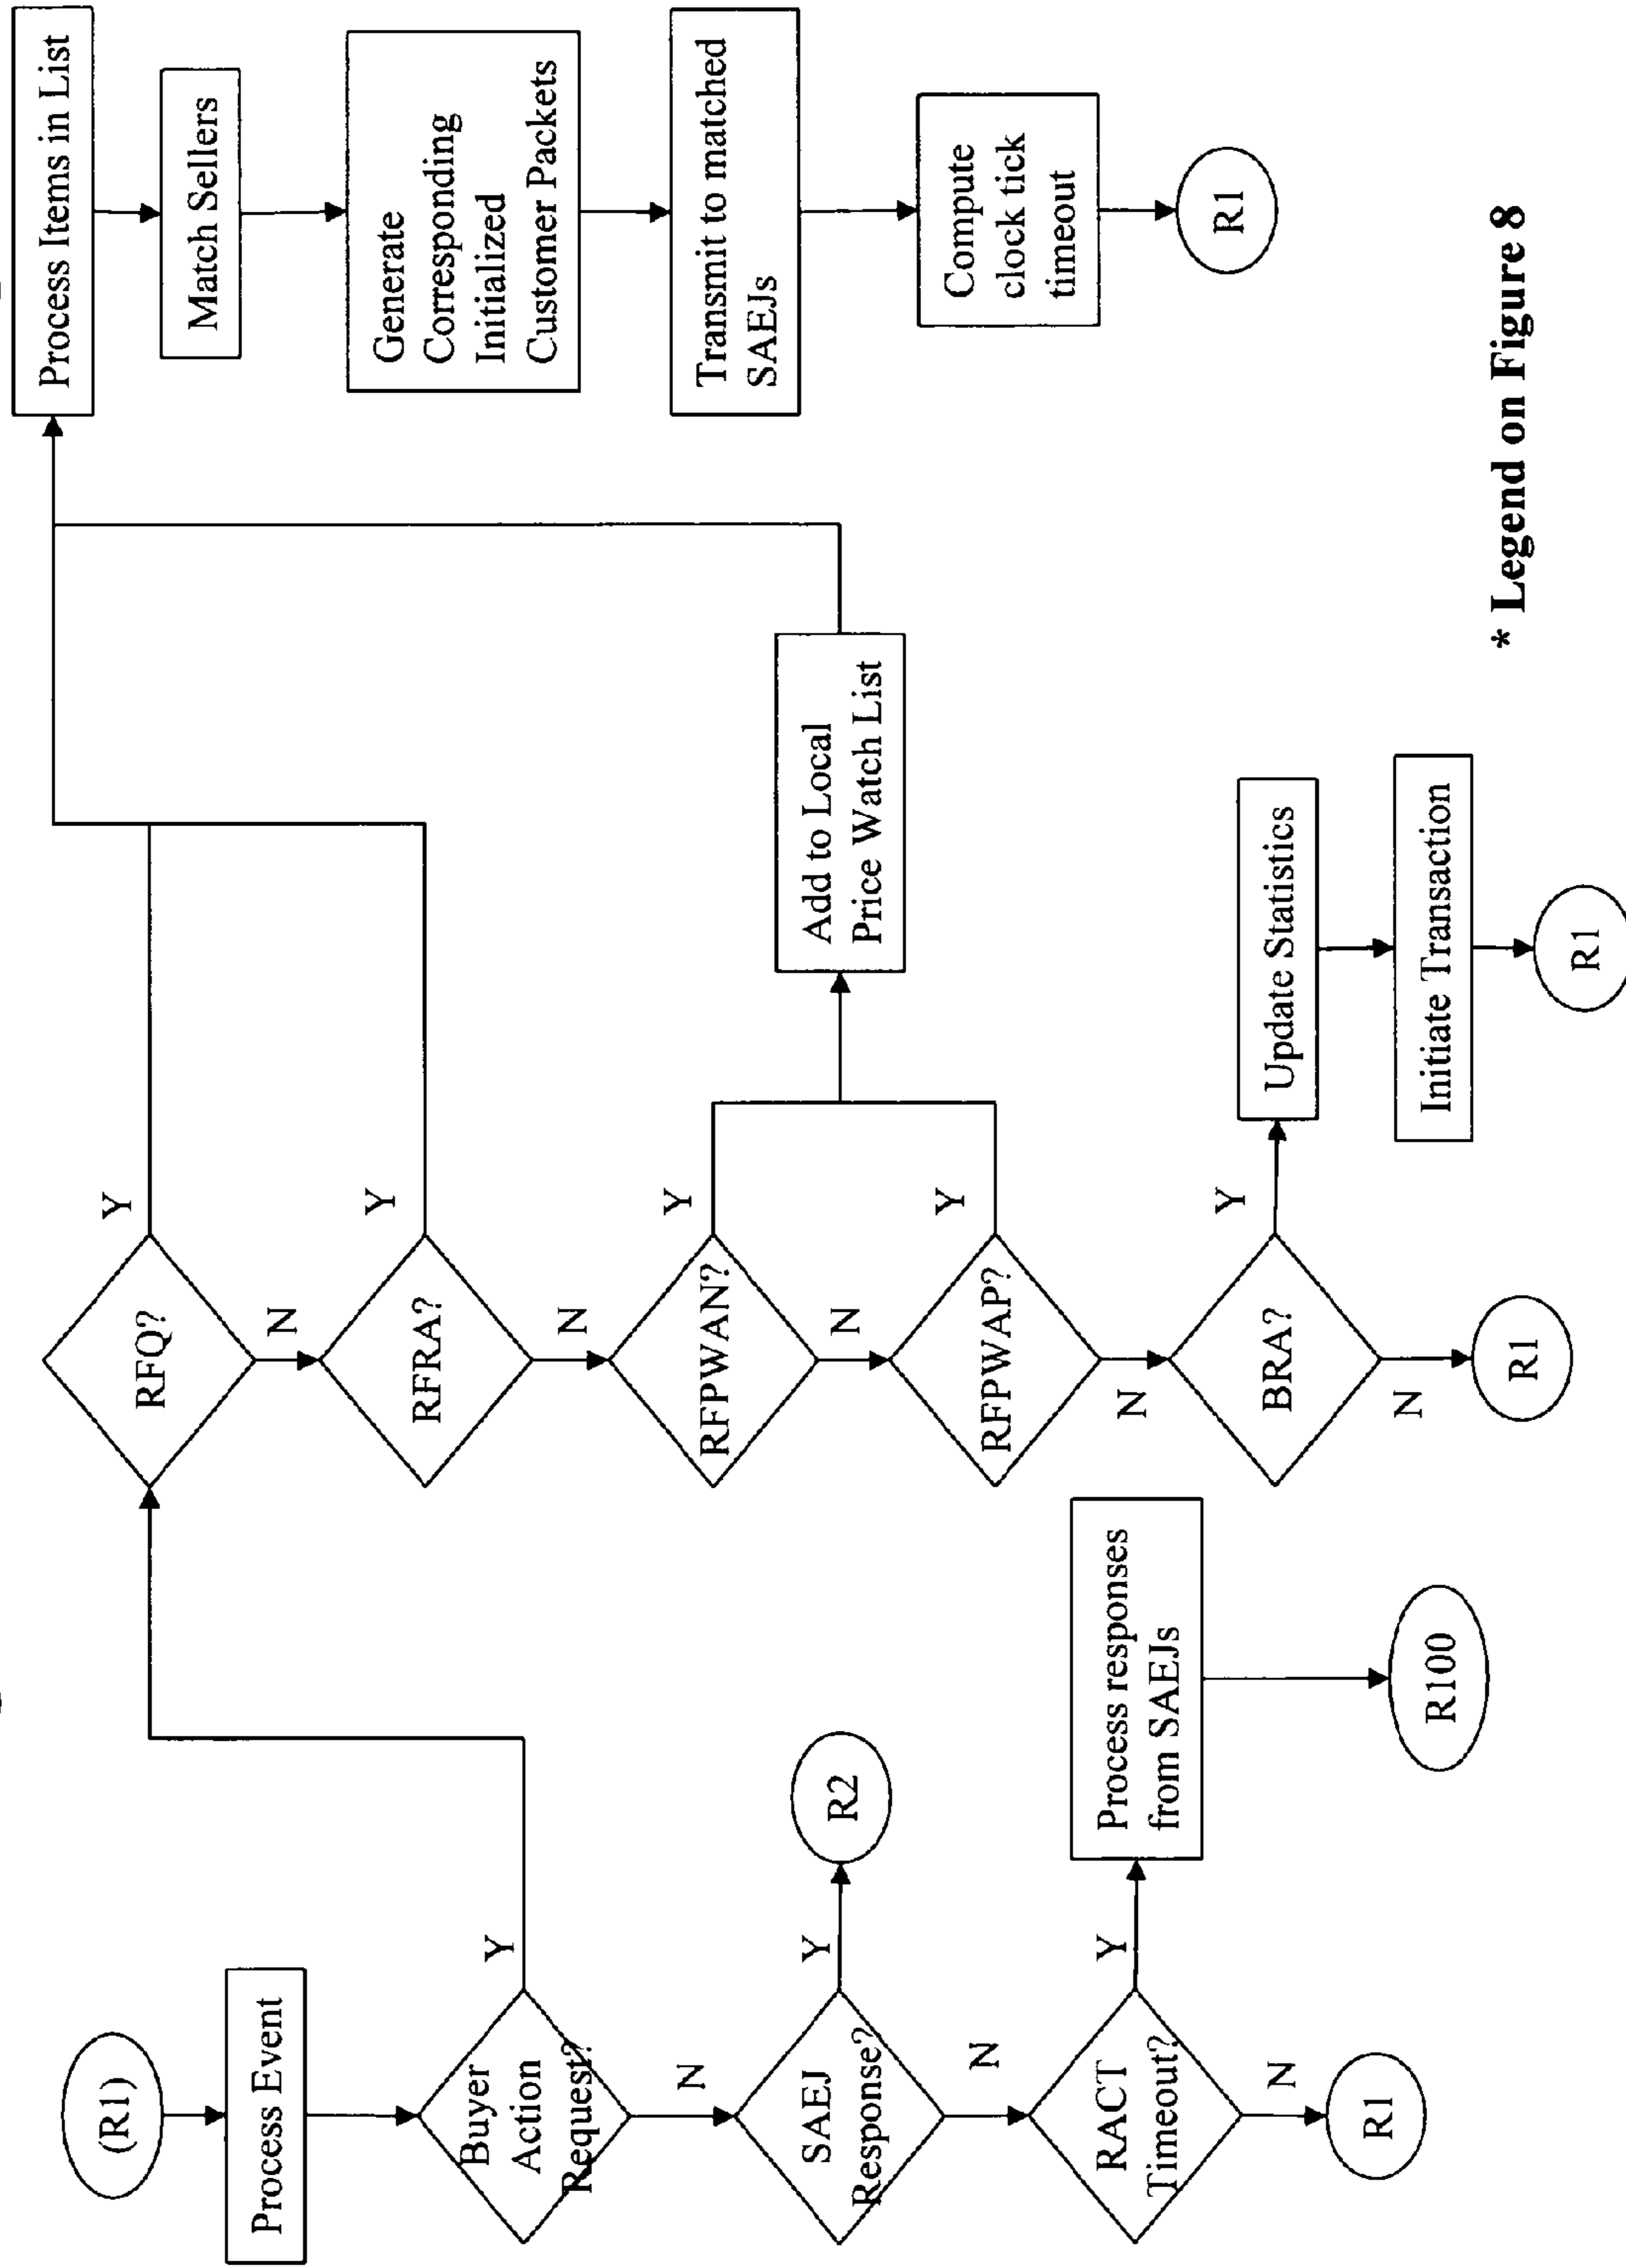 (R1)
Process Event
Buyer
Action
Request?
Y
N
SAEJ
Response?
Y
R2
N
RACT
Timeout?
Y
Process responses
from SAEJs
R100
N
R1
RFQ?
Y
N
RFRA?
Y
N
RFPWAN?
Y
N
RFPWAP?
Y
N
Add to Local
Price Watch List
BRA?
Y
Update Statistics
Initiate Transaction
R1
N
R1
Process Items in List
Match Sellers
Generate
Corresponding
Initialized
Customer Packets
Transmit to matched
SAEJs
Compute
clock tick
timeout
R1
* Legend on Figure 8